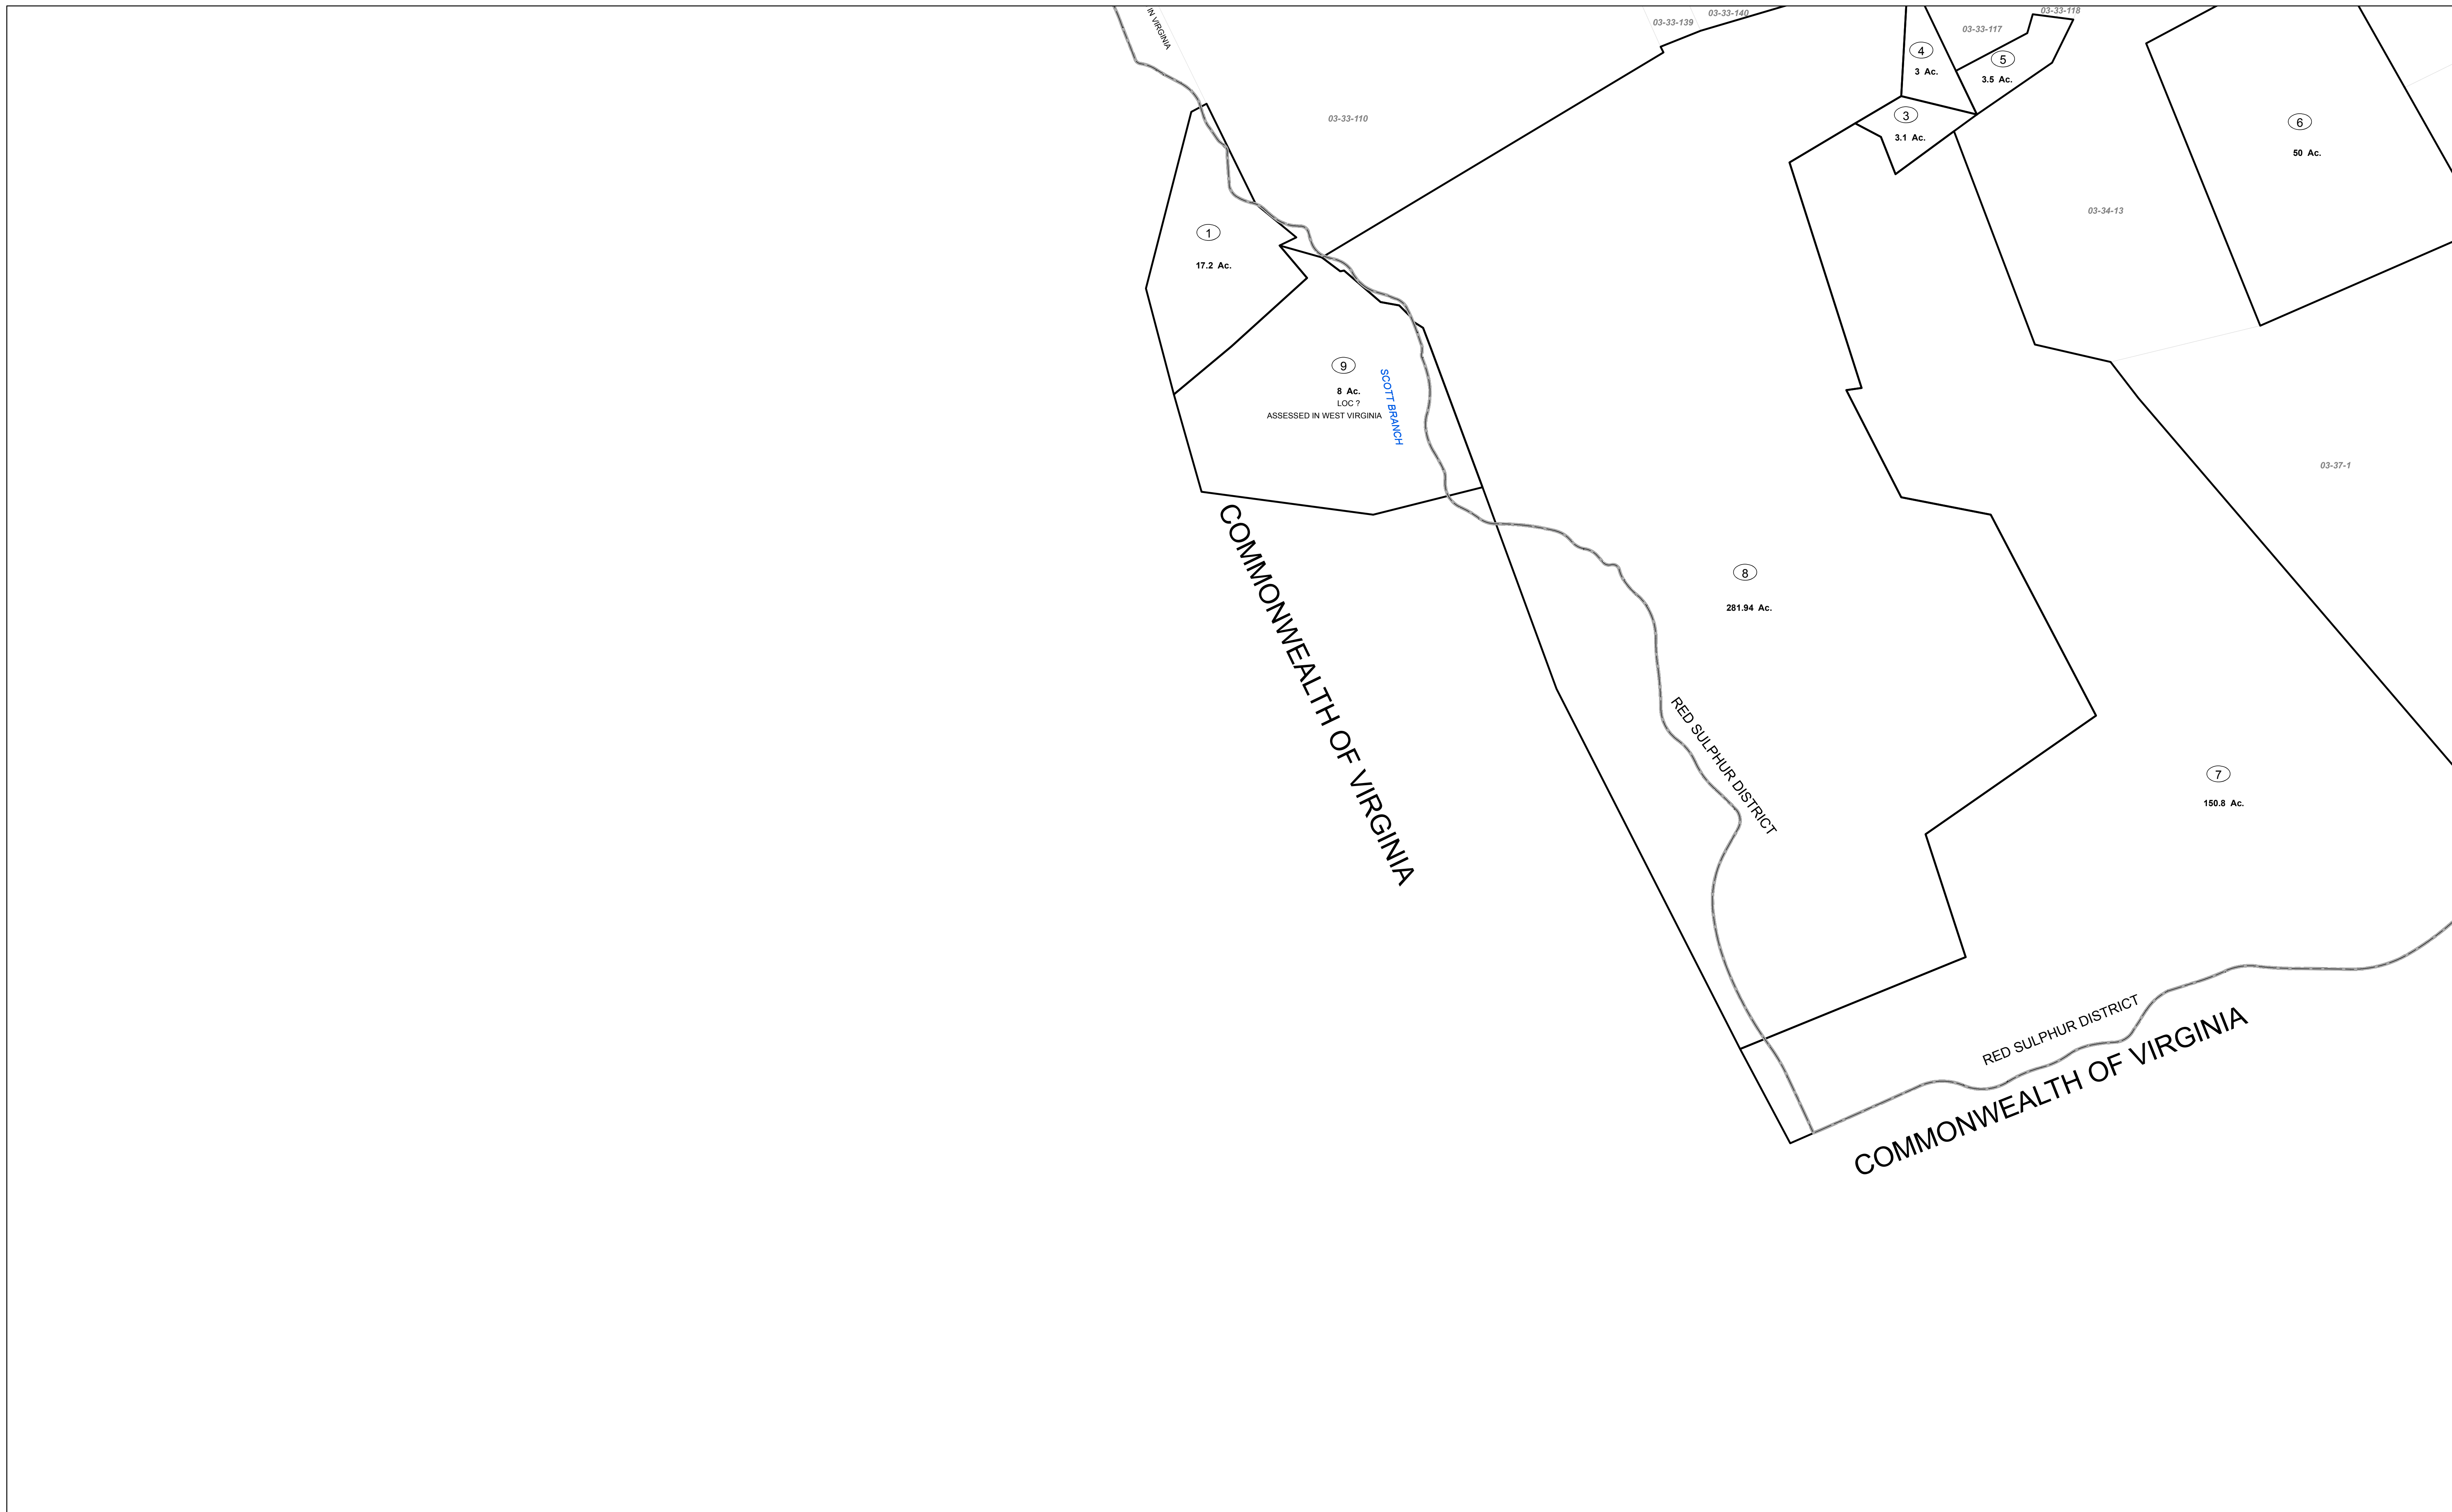 IN VIRGINIA
03-33-139
03-33-140
03-33-118
03-33-117
4
3 Ac.
5
3.5 Ac.
03-33-110
3
3.1 Ac.
6
50 Ac.
03-34-13
1
17.2 Ac.
9
8 Ac.
LOC ?
ASSESSED IN WEST VIRGINIA
SCOTT BRANCH
03-37-1
COMMONWEALTH OF VIRGINIA
8
281.94 Ac.
RED SULPHUR DISTRICT
7
150.8 Ac.
RED SULPHUR DISTRICT
COMMONWEALTH OF VIRGINIA